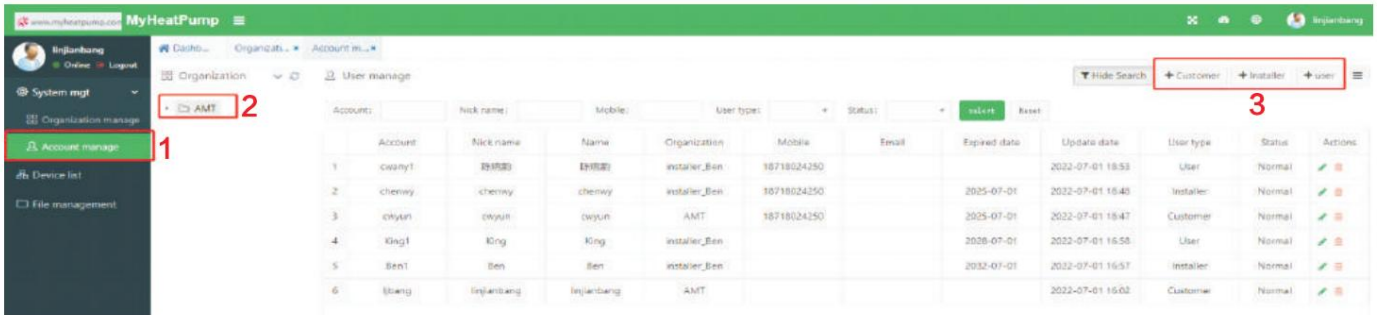 www.myheatpump.com MyHeatPump linjianbang
linjianbang
Online Logout
System mgt
Organization manage
Account manage
Device list
File management
Dashb... Organizati... Account m...
Organization
AMT
1
2
3
User manage
Hide Search + Customer + Installer + user
Account: Nick name: Mobile: User type: Status: select Reset
Account Nick name Name Organization Mobile Email Expired date Update date User type Status Actions
1 cwany1 installer_Ben 18718024250 2022-07-01 18:53 User Normal
2 chenwy chenwy chenwy installer_Ben 18718024250 2025-07-01 2022-07-01 18:48 Installer Normal
3 cwyun cwyun cwyun AMT 18718024250 2025-07-01 2022-07-01 18:47 Customer Normal
4 King1 King King installer_Ben 2028-07-01 2022-07-01 16:58 User Normal
5 Ben1 Ben Ben installer_Ben 2032-07-01 2022-07-01 16:57 Installer Normal
6 linjianbang linjianbang AMT 2022-07-01 16:02 Customer Normal